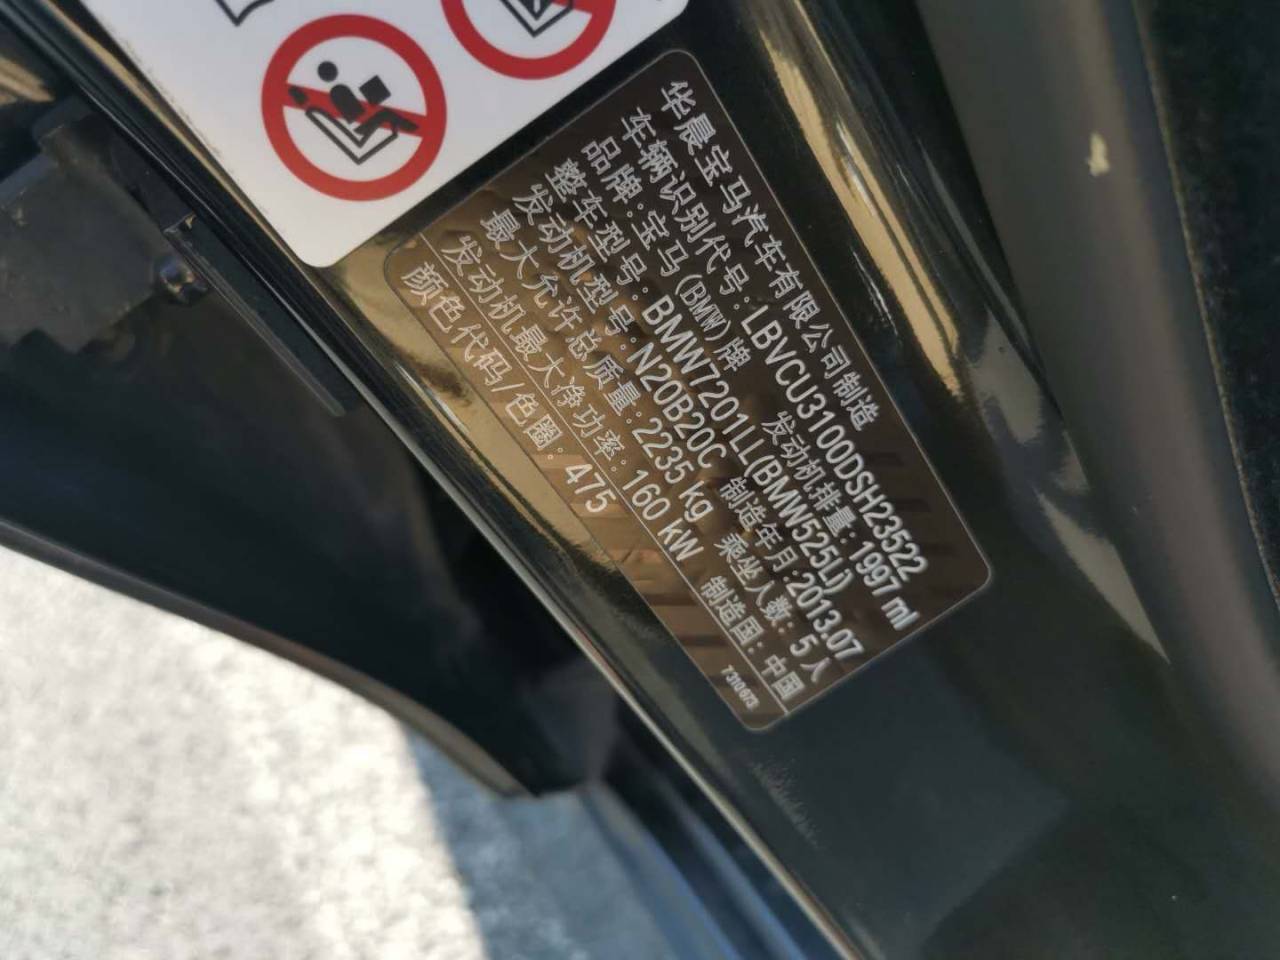 华晨宝马汽车有限公司制造
车辆识别代号:LBVCU3100DSH23522
品牌:宝马(BMW)牌 发动机排量:1997 ml
整车型号:BMW7201LL(BMW525Li)
发动机型号:N20B20C 制造年月:2013.07
最大允许总质量:2235 kg 乘坐人数:5人
发动机最大净功率:160 kW 制造国:中国
颜色代码/色圈:475 7310673